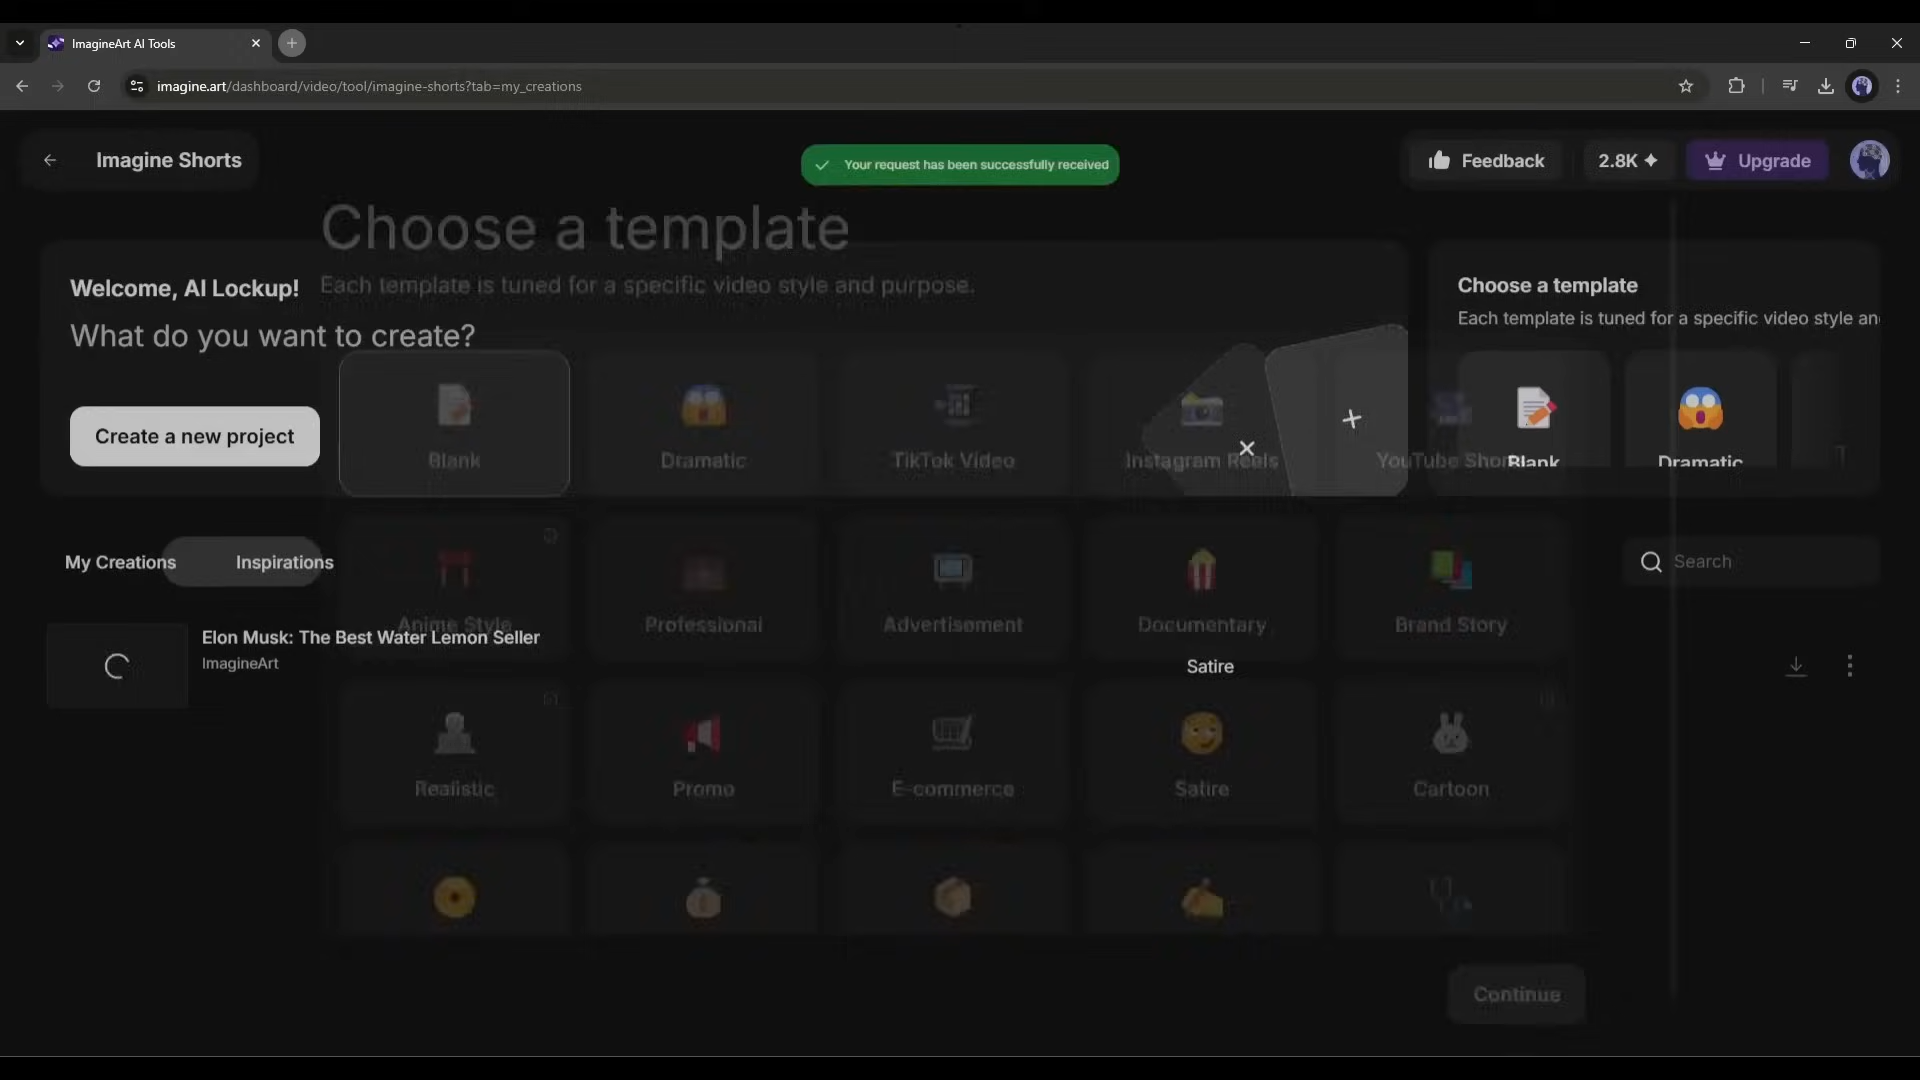 ImagineArt AI Tools
imagine.art/dashboard/video/tool/imagine-shorts?tab=my_creations
Imagine Shorts
Your request has been successfully received
Feedback
2.8K
Upgrade
Choose a template
Each template is tuned for a specific video style and purpose.
Welcome, AI Lockup!
What do you want to create?
Create a new project
Choose a template
Each template is tuned for a specific video style an
Blank
Dramatic
TikTok Video
Instagram Reels
YouTube Shor
Blank
Dramatic
My Creations
Inspirations
Search
Anime Style
Professional
Advertisement
Documentary
Brand Story
Elon Musk: The Best Water Lemon Seller
ImagineArt
Satire
Realistic
Promo
E-commerce
Satire
Cartoon
Continue